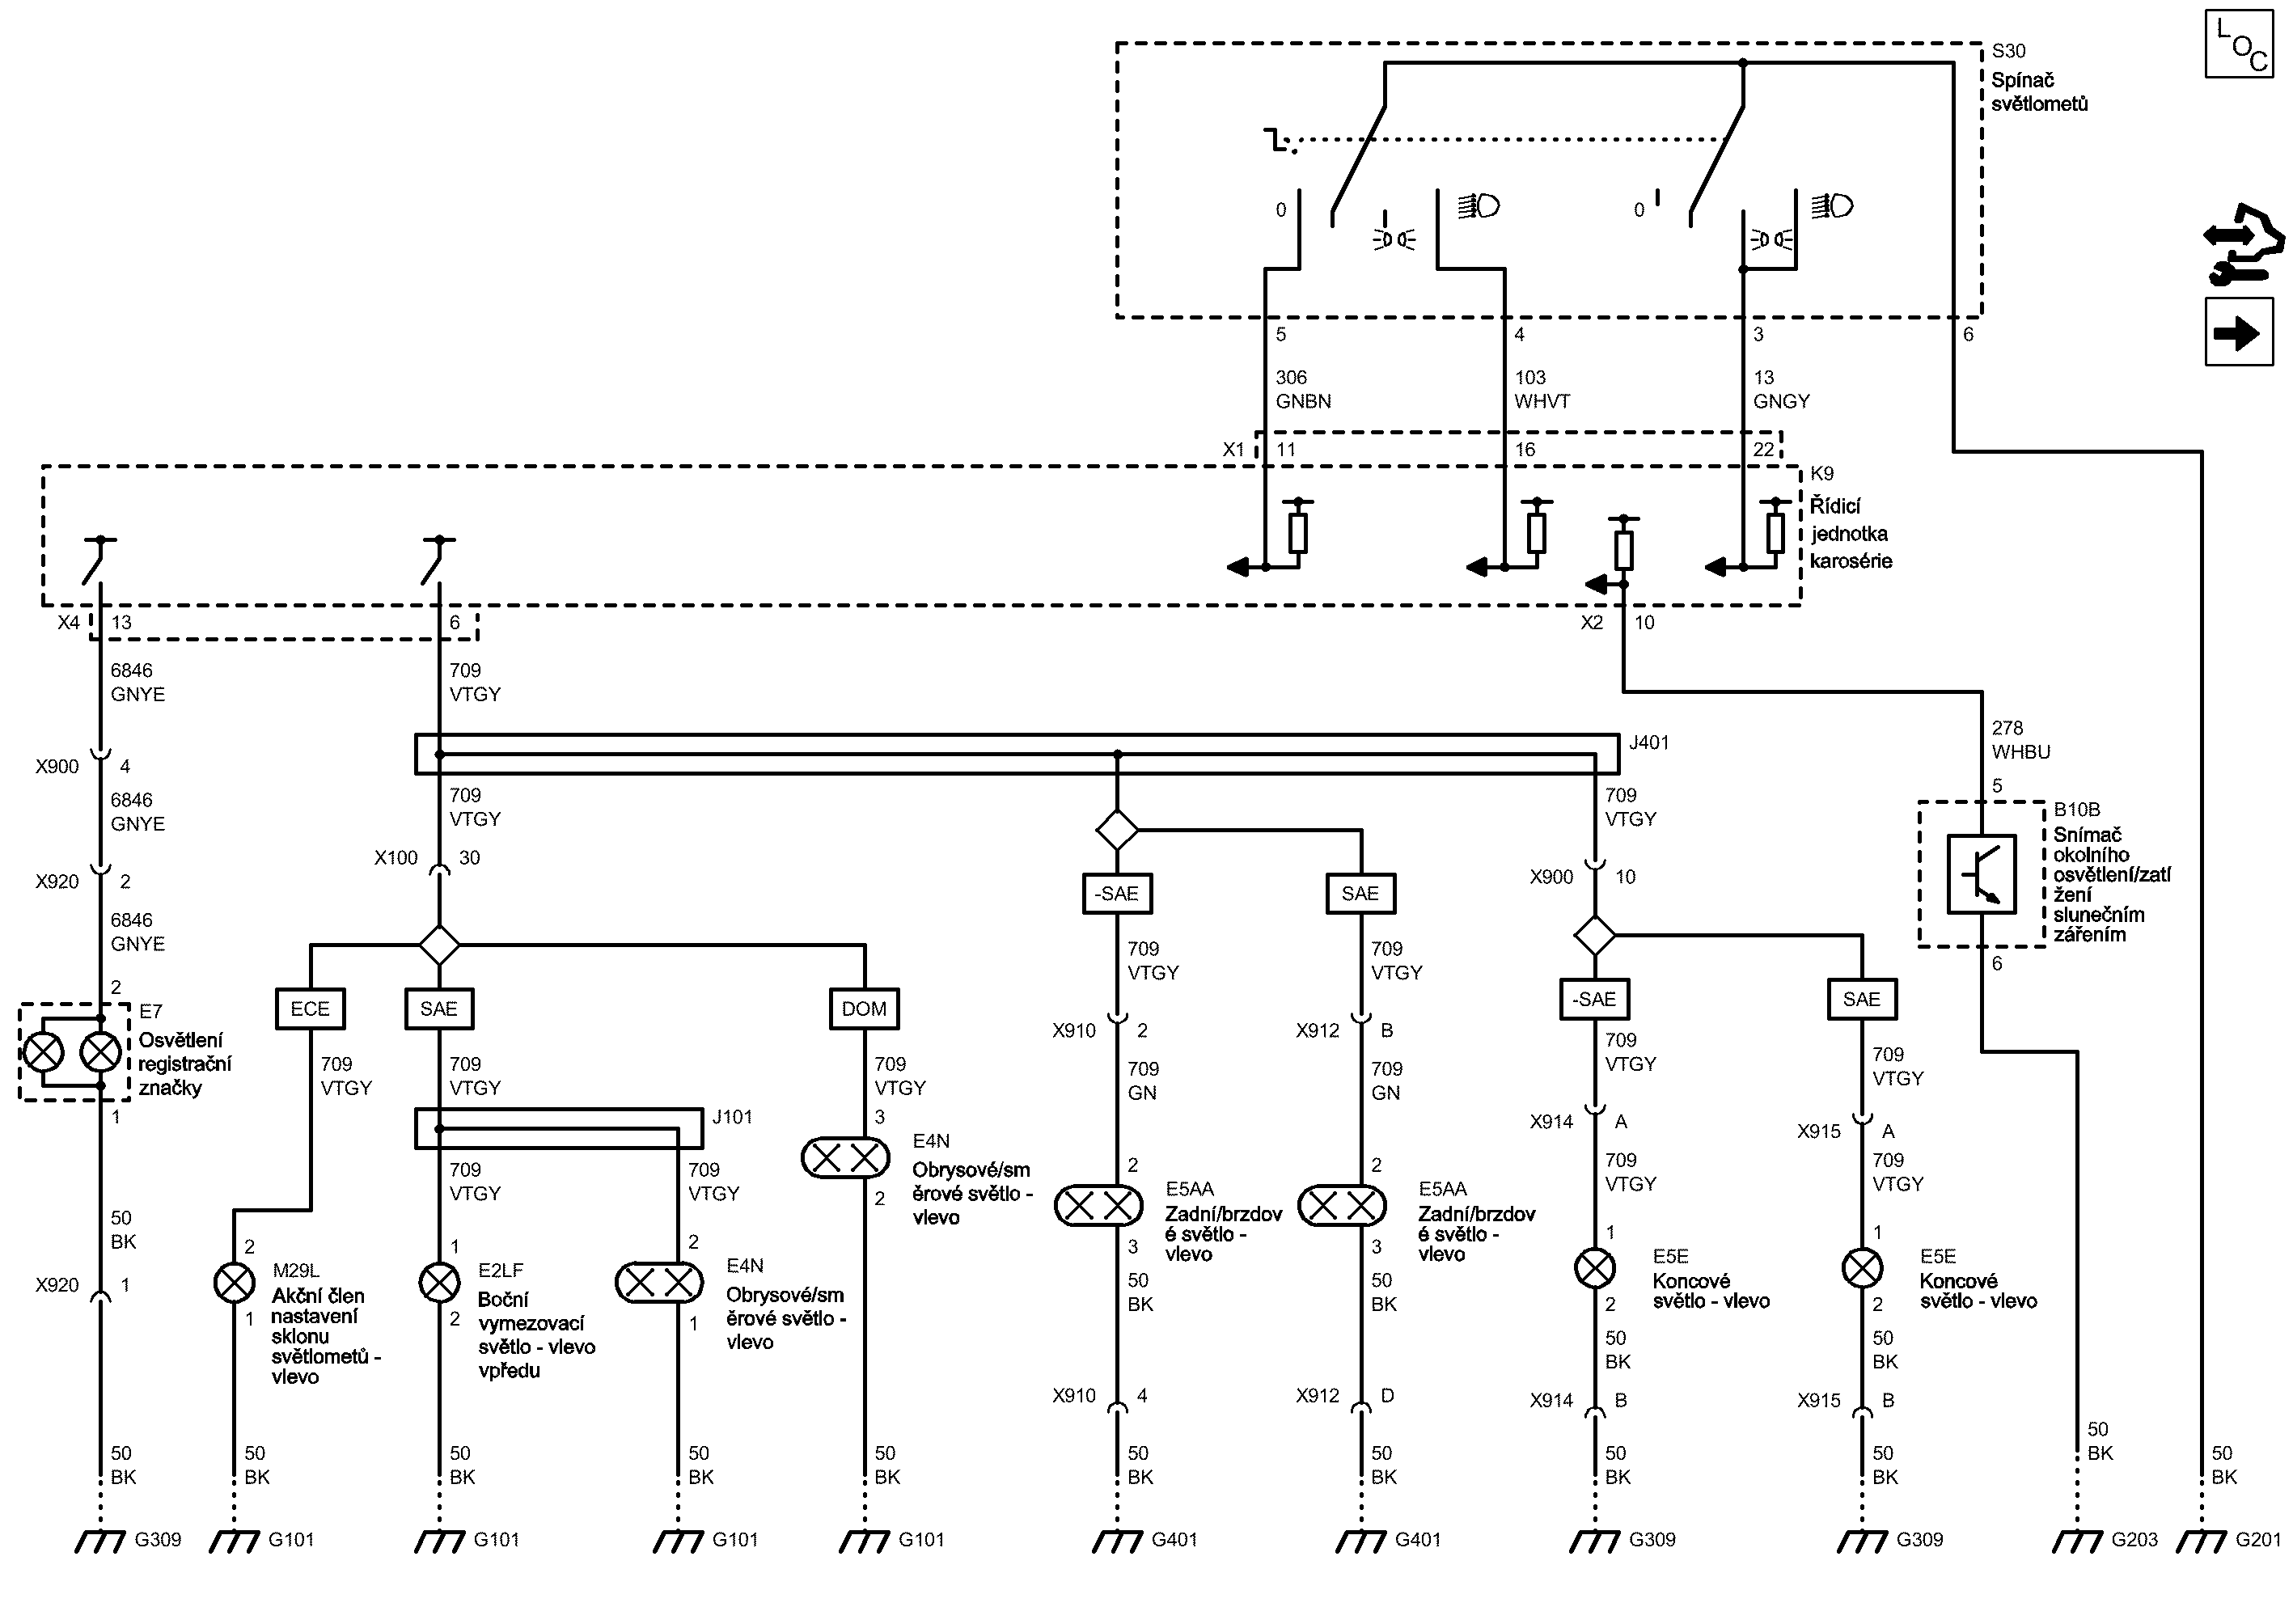 L
O
C
S30
Spínač
světlometů
0
0
5
4
3
6
306
GNBN
103
WHVT
13
GNGY
X1
11
16
22
K9
Řídicí
jednotka
karosérie
X4
13
6
X2
10
6846
GNYE
709
VTGY
278
WHBU
J401
X900
4
6846
GNYE
709
VTGY
709
VTGY
5
B10B
Snímač
okolního
osvětlení/zatí
žení
slunečním
zářením
6
X100
30
X920
2
X900
10
-SAE
SAE
6846
GNYE
709
VTGY
709
VTGY
2
E7
Osvětlení
registrační
značky
1
ECE
SAE
DOM
-SAE
SAE
X910
2
X912
B
709
VTGY
709
VTGY
709
VTGY
709
GN
709
GN
709
VTGY
709
VTGY
J101
3
E4N
Obrysové/sm
ěrové světlo -
vlevo
2
X914
A
X915
A
709
VTGY
709
VTGY
709
VTGY
709
VTGY
2
E5AA
Zadní/brzdov
é světlo -
vlevo
3
2
E5AA
Zadní/brzdov
é světlo -
vlevo
3
50
BK
X920
1
2
M29L
Akční člen
nastavení
sklonu
světlometů -
vlevo
1
1
E2LF
Boční
vymezovací
světlo - vlevo
vpředu
2
2
E4N
Obrysové/sm
ěrové světlo -
vlevo
1
1
E5E
Koncové
světlo - vlevo
2
1
E5E
Koncové
světlo - vlevo
2
50
BK
50
BK
50
BK
50
BK
X910
4
X912
D
X914
B
X915
B
50
BK
50
BK
50
BK
50
BK
50
BK
50
BK
50
BK
50
BK
50
BK
50
BK
50
BK
G309
G101
G101
G101
G101
G401
G401
G309
G309
G203
G201